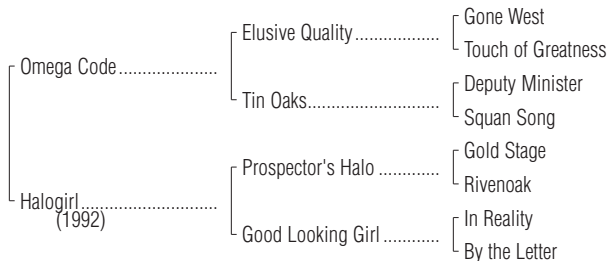 Gone West
Elusive Quality..................
Touch of Greatness
Omega Code.....................
Deputy Minister
Tin Oaks............................
Squan Song
Gold Stage
Prospector's Halo .............
Rivenoak
Halogirl.............................
(1992)
In Reality
Good Looking Girl ............
By the Letter